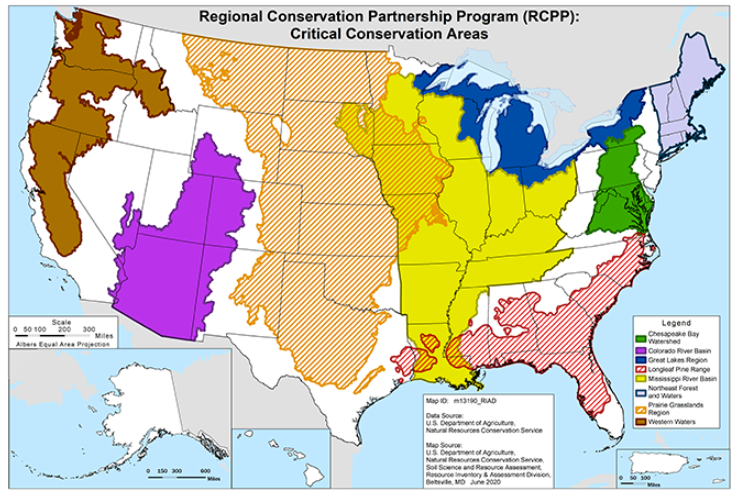 Regional Conservation Partnership Program (RCPP):
Critical Conservation Areas
Scale
0 50 100 200 300
Miles
Albers Equal Area Projection
0 150 300 600
Miles
Map ID: m13190_RIAD
Data Source:
U.S. Department of Agriculture,
Natural Resources Conservation Service
Map Source:
U.S. Department of Agriculture,
Natural Resources Conservation Service,
Soil Science and Resource Assessment,
Resource Inventory & Assessment Division,
Beltsville, MD June 2020
Legend
Chesapeake Bay
Watershed
Colorado River Basin
Great Lakes Region
Longleaf Pine Range
Mississippi River Basin
Northeast Forest
and Waters
Prairie Grasslands
Region
Western Waters
0 50 100
Miles